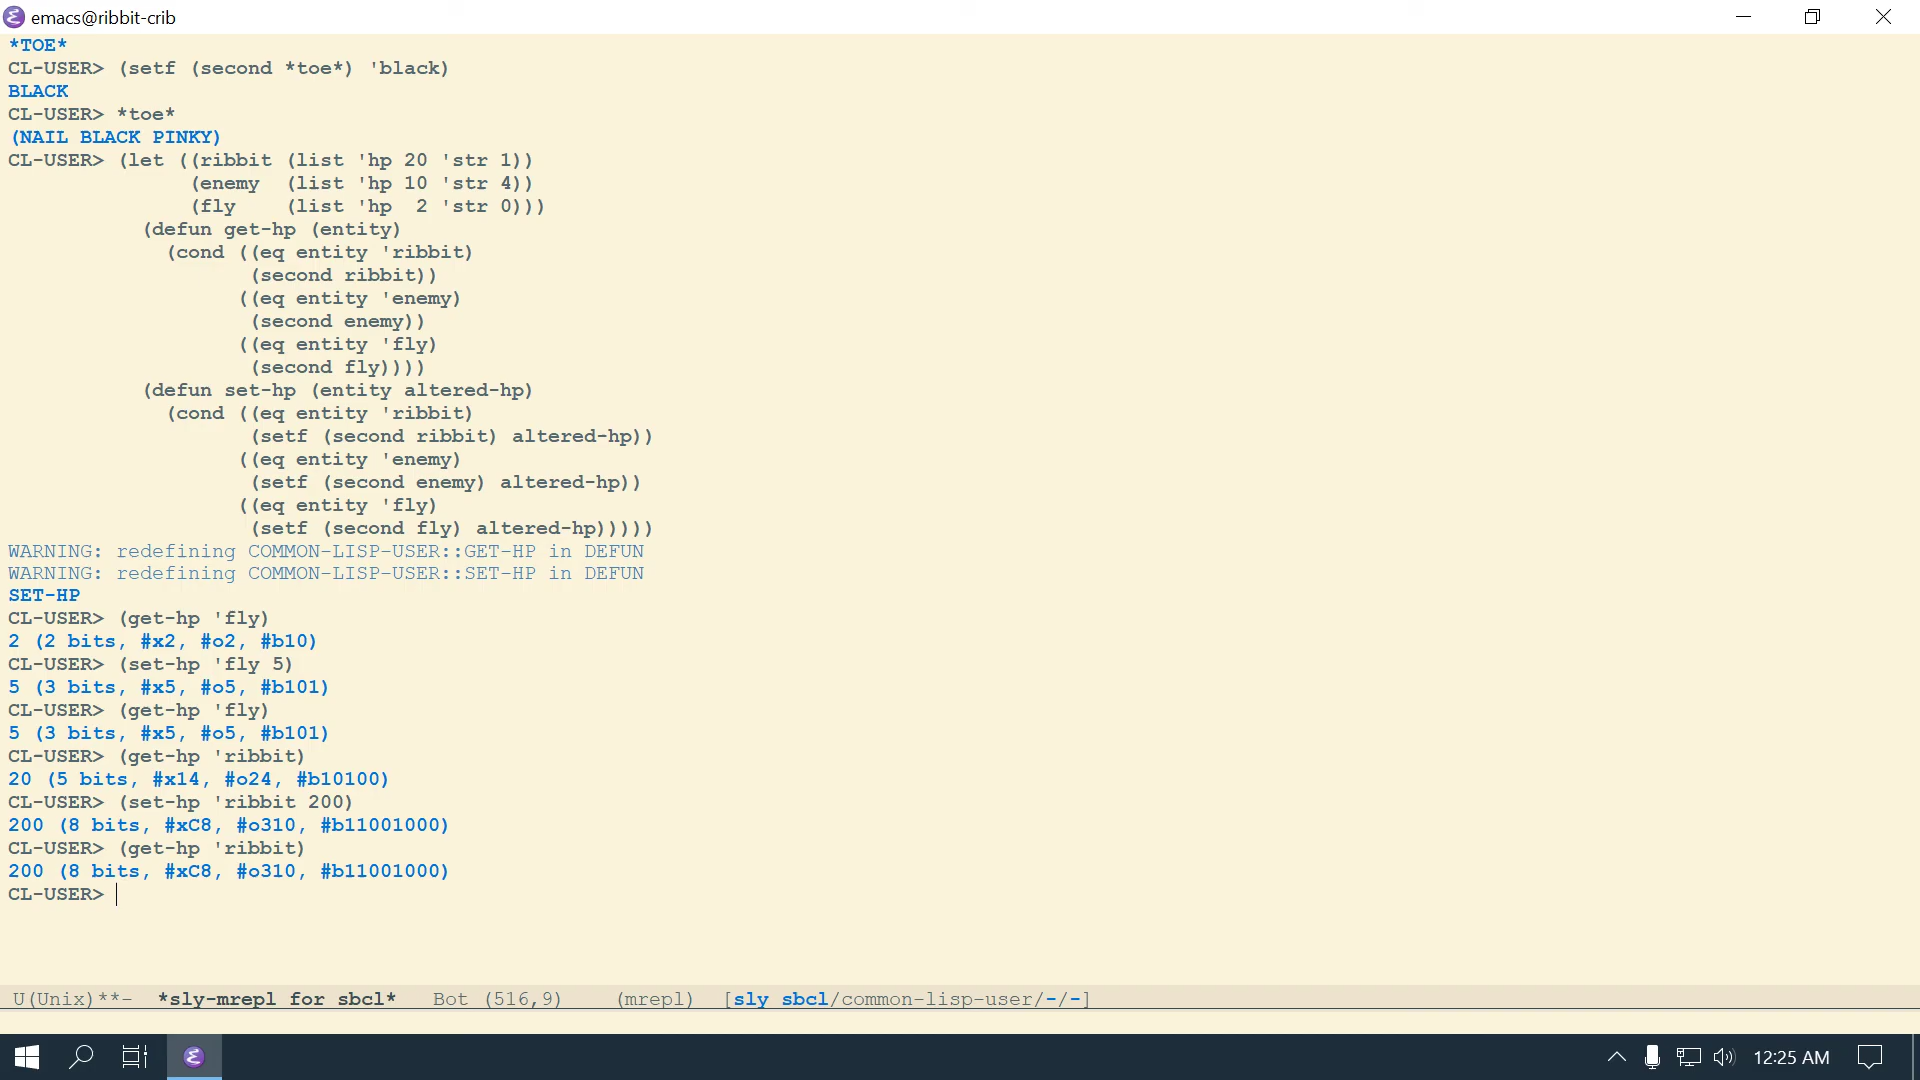 emacs@ribbit-crib
*TOE*
CL-USER> (setf (second *toe*) 'black)
BLACK
CL-USER> *toe*
(NAIL BLACK PINKY)
CL-USER> (let ((ribbit (list 'hp 20 'str 1))
(enemy  (list 'hp 10 'str 4))
(fly    (list 'hp  2 'str 0)))
(defun get-hp (entity)
(cond ((eq entity 'ribbit)
(second ribbit))
((eq entity 'enemy)
(second enemy))
((eq entity 'fly)
(second fly))))
(defun set-hp (entity altered-hp)
(cond ((eq entity 'ribbit)
(setf (second ribbit) altered-hp))
((eq entity 'enemy)
(setf (second enemy) altered-hp))
((eq entity 'fly)
(setf (second fly) altered-hp)))))
WARNING: redefining COMMON-LISP-USER::GET-HP in DEFUN
WARNING: redefining COMMON-LISP-USER::SET-HP in DEFUN
SET-HP
CL-USER> (get-hp 'fly)
2 (2 bits, #x2, #o2, #b10)
CL-USER> (set-hp 'fly 5)
5 (3 bits, #x5, #o5, #b101)
CL-USER> (get-hp 'fly)
5 (3 bits, #x5, #o5, #b101)
CL-USER> (get-hp 'ribbit)
20 (5 bits, #x14, #o24, #b10100)
CL-USER> (set-hp 'ribbit 200)
200 (8 bits, #xC8, #o310, #b11001000)
CL-USER> (get-hp 'ribbit)
200 (8 bits, #xC8, #o310, #b11001000)
CL-USER>
U(Unix)**-  *sly-mrepl for sbcl*   Bot (516,9)    (mrepl)  [sly sbcl/common-lisp-user/-/-]
12:25 AM